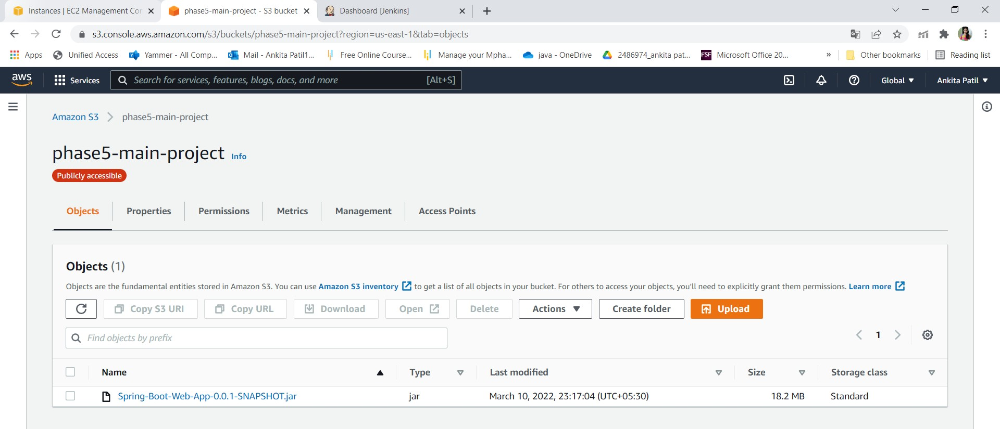 Instances | EC2 Management Con
phase5-main-project - S3 bucket
Dashboard [Jenkins]
s3.console.aws.amazon.com/s3/buckets/phase5-main-project?region=us-east-1&tab=objects
Apps Unified Access Yammer - All Comp... Mail - Ankita Patil1... Free Online Course... Manage your Mpha... java - OneDrive 2486974_ankita pat... FSF Microsoft Office 20... » Other bookmarks Reading list
aws Services Search for services, features, blogs, docs, and more [Alt+S] Global Ankita Patil
Amazon S3 phase5-main-project
phase5-main-project Info
Publicly accessible
Objects Properties Permissions Metrics Management Access Points
Objects (1)
Objects are the fundamental entities stored in Amazon S3. You can use Amazon S3 inventory to get a list of all objects in your bucket. For others to access your objects, you'll need to explicitly grant them permissions. Learn more
Copy S3 URI Copy URL Download Open Delete Actions Create folder Upload
Find objects by prefix
1
Name Type Last modified Size Storage class
Spring-Boot-Web-App-0.0.1-SNAPSHOT.jar jar March 10, 2022, 23:17:04 (UTC+05:30) 18.2 MB Standard